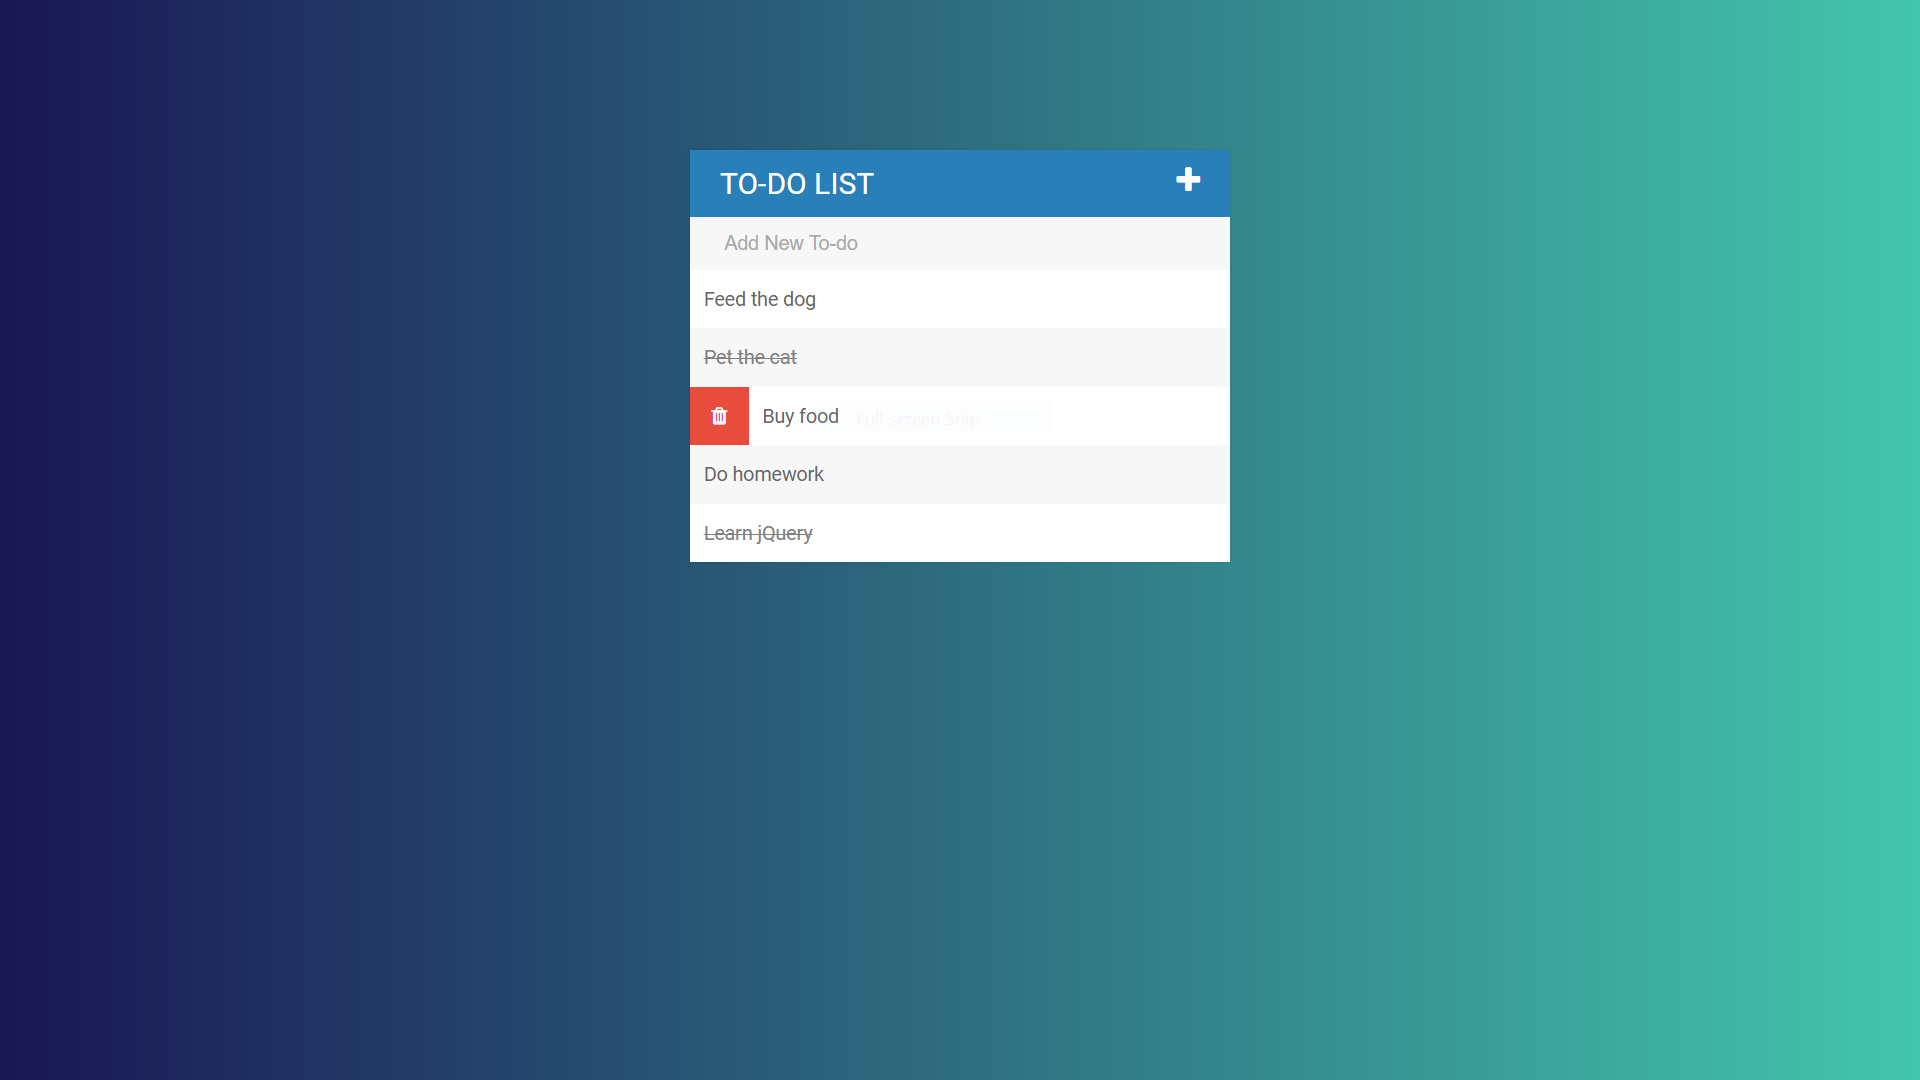 TO-DO LIST
Add New To-do
Feed the dog
Pet the cat
Buy food
Full-screen Snip
Do homework
Learn jQuery